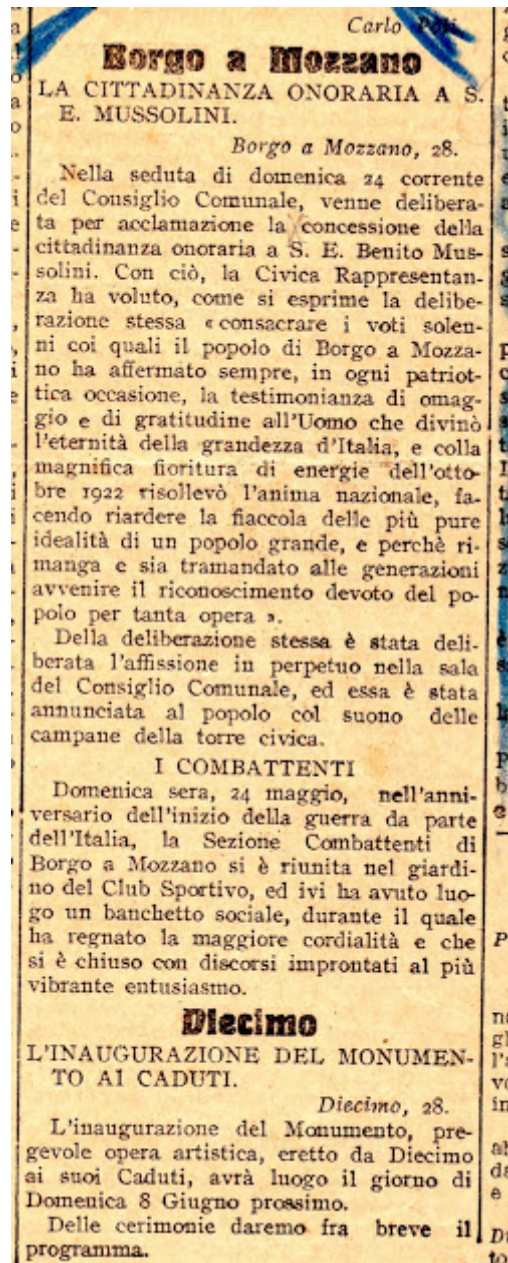 Carlo Poli.
Borgo a Mozzano
LA CITTADINANZA ONORARIA A S.
E. MUSSOLINI.
Borgo a Mozzano, 28.
Nella seduta di domenica 24 corrente
del Consiglio Comunale, venne delibera-
ta per acclamazione la concessione della
cittadinanza onoraria a S. E. Benito Mus-
solini. Con ciò, la Civica Rappresentan-
za ha voluto, come si esprime la delibe-
razione stessa « consacrare i voti solen-
ni coi quali il popolo di Borgo a Mozza-
no ha affermato sempre, in ogni patriot-
tica occasione, la testimonianza di omag-
gio e di gratitudine all'Uomo che divinò
l'eternità della grandezza d'Italia, e colla
magnifica fioritura di energie dell'otto-
bre 1922 risollevò l'anima nazionale, fa-
cendo riardere la fiaccola delle più pure
idealità di un popolo grande, e perchè ri-
manga e sia tramandato alle generazioni
avvenire il riconoscimento devoto del po-
polo per tanta opera ».
Della deliberazione stessa è stata deli-
berata l'affissione in perpetuo nella sala
del Consiglio Comunale, ed essa è stata
annunciata al popolo col suono delle
campane della torre civica.
I COMBATTENTI
Domenica sera, 24 maggio, nell'anni-
versario dell'inizio della guerra da parte
dell'Italia, la Sezione Combattenti di
Borgo a Mozzano si è riunita nel giardi-
no del Club Sportivo, ed ivi ha avuto luo-
go un banchetto sociale, durante il quale
ha regnato la maggiore cordialità e che
si è chiuso con discorsi improntati al più
vibrante entusiasmo.
Diecimo
L'INAUGURAZIONE DEL MONUMEN-
TO AI CADUTI.
Diecimo, 28.
L'inaugurazione del Monumento, pre-
gevole opera artistica, eretto da Diecimo
ai suoi Caduti, avrà luogo il giorno di
Domenica 8 Giugno prossimo.
Delle cerimonie daremo fra breve il
programma.